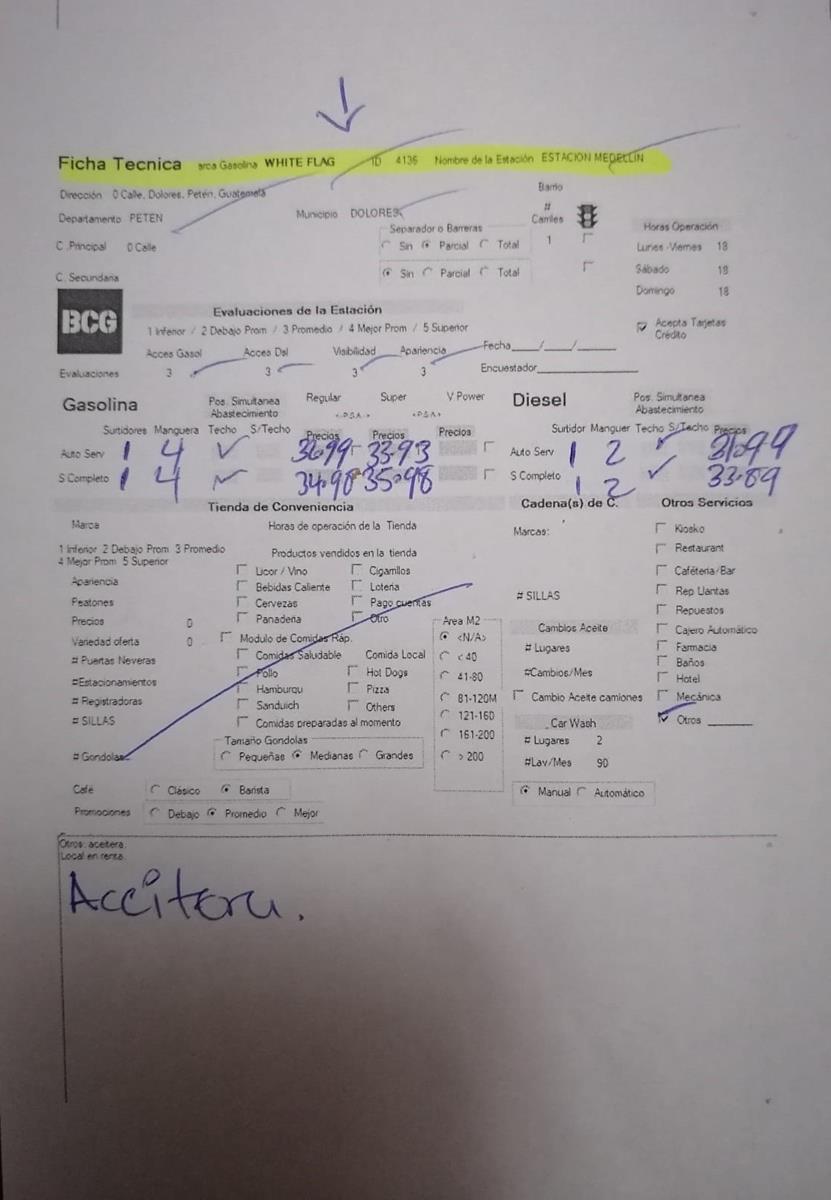 Ficha Tecnica arca Gasolina WHITE FLAG ID 4136 Nombre de la Estación ESTACION MEDELLIN
Dirección 0 Calle, Dolores, Petén, Guatemala
Barrio
Departamento PETEN Municipio DOLORES
# Carriles
C .Principal 0 Calle
Separador o Barreras
Sin Parcial Total 1
C. Secundaria
Sin Parcial Total
Horas Operación
Lunes -Viernes 18
Sábado 18
Domingo 18
Acepta Tarjetas Crédito
BCG
Evaluaciones de la Estación
1 Inferior / 2 Debajo Prom / 3 Promedio / 4 Mejor Prom / 5 Superior
Acces Gasol Acces Dsl Visibilidad Apariencia
Evaluaciones 3 3 3 3
Fecha___/___/___
Encuestador
Gasolina
Pos. Simultanea Abastecimiento
Regular Super V Power
<.P.S.A..> <.P.S.A.>
Surtidores Manguera Techo S/Techo Precios Precios Precios
Auto Serv 1 4 33.93
S Completo 1 4 34.98 35.98
Diesel
Pos. Simultanea Abastecimiento
Surtidor Manguer Techo S/Techo Precios
Auto Serv 1 2 31.99
S Completo 1 2 33.89
Tienda de Conveniencia
Marca Horas de operación de la Tienda
1 Inferior 2 Debajo Prom 3 Promedio
4 Mejor Prom 5 Superior
Productos vendidos en la tienda
Apariencia
Peatones
Precios 0
Variedad oferta 0
# Puertas Neveras
#Estacionamientos
# Registradoras
# SILLAS
# Gondolas
Licor / Vino Cigarrillos
Bebidas Caliente Loteria
Cervezas Pago cuentas
Panadería Otro
Modulo de Comidas Ráp.
Comidas Saludable Comida Local
Pollo Hot Dogs
Hamburgu Pizza
Sanduich Others
Comidas preparadas al momento
Tamaño Gondolas
Pequeñas Medianas Grandes
Area M2
<N/A>
< 40
41-80
81-120M
121-160
161-200
> 200
Café Clásico Barista
Promociones Debajo Promedio Mejor
Cadena(s) de C.
Marcas:
# SILLAS
Cambios Aceite
# Lugares
#Cambios/Mes
Cambio Aceite camiones
Car Wash
# Lugares 2
#Lav/Mes 90
Manual Automático
Otros Servicios
Kiosko
Restaurant
Caféteria/Bar
Rep Llantas
Repuestos
Cajero Automático
Farmacia
Baños
Hotel
Mecánica
Otros
Otros: aceitera.
Local en renta.
Aceitera.